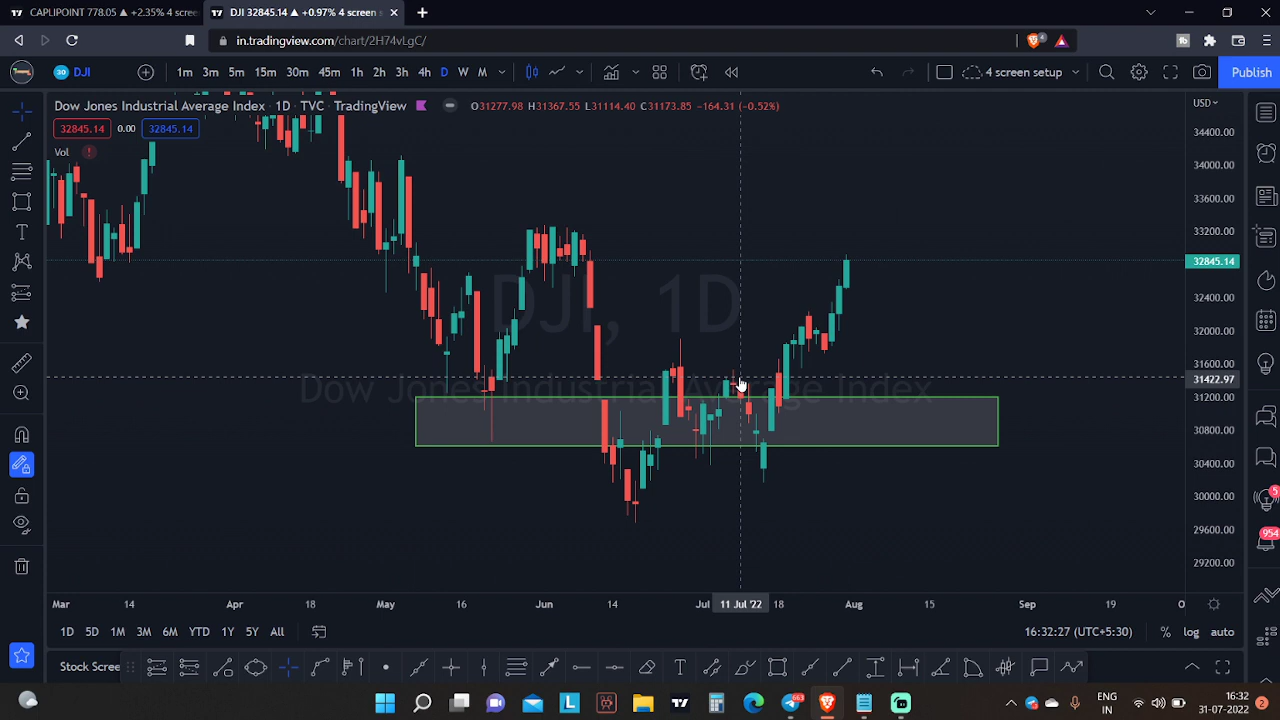 CAPLIPOINT 778.05 ▲ +2.35% 4 scree
DJI 32845.14 ▲ +0.97% 4 screen s
in.tradingview.com/chart/2H74vLgC/
4
30 DJI 1m 3m 5m 15m 30m 45m 1h 2h 3h 4h D W M 4 screen setup Publish
Dow Jones Industrial Average Index · 1D · TVC · TradingView O31277.98 H31367.55 L31114.40 C31173.85 −164.31 (−0.52%)
USD
32845.14 0.00 32845.14
Vol
DJI, 1D
Dow Jones Industrial Average Index
34400.00
34000.00
33600.00
33200.00
32845.14
32400.00
32000.00
31600.00
31422.97
31200.00
30800.00
30400.00
30000.00
29600.00
29200.00
5
954
Mar 14 Apr 18 May 16 Jun 14 Jul 11 Jul '22 18 Aug 15 Sep 19 O
1D 5D 1M 3M 6M YTD 1Y 5Y All 16:32:27 (UTC+5:30) % log auto
Stock Scree
663
ENG
IN
16:32
31-07-2022
2